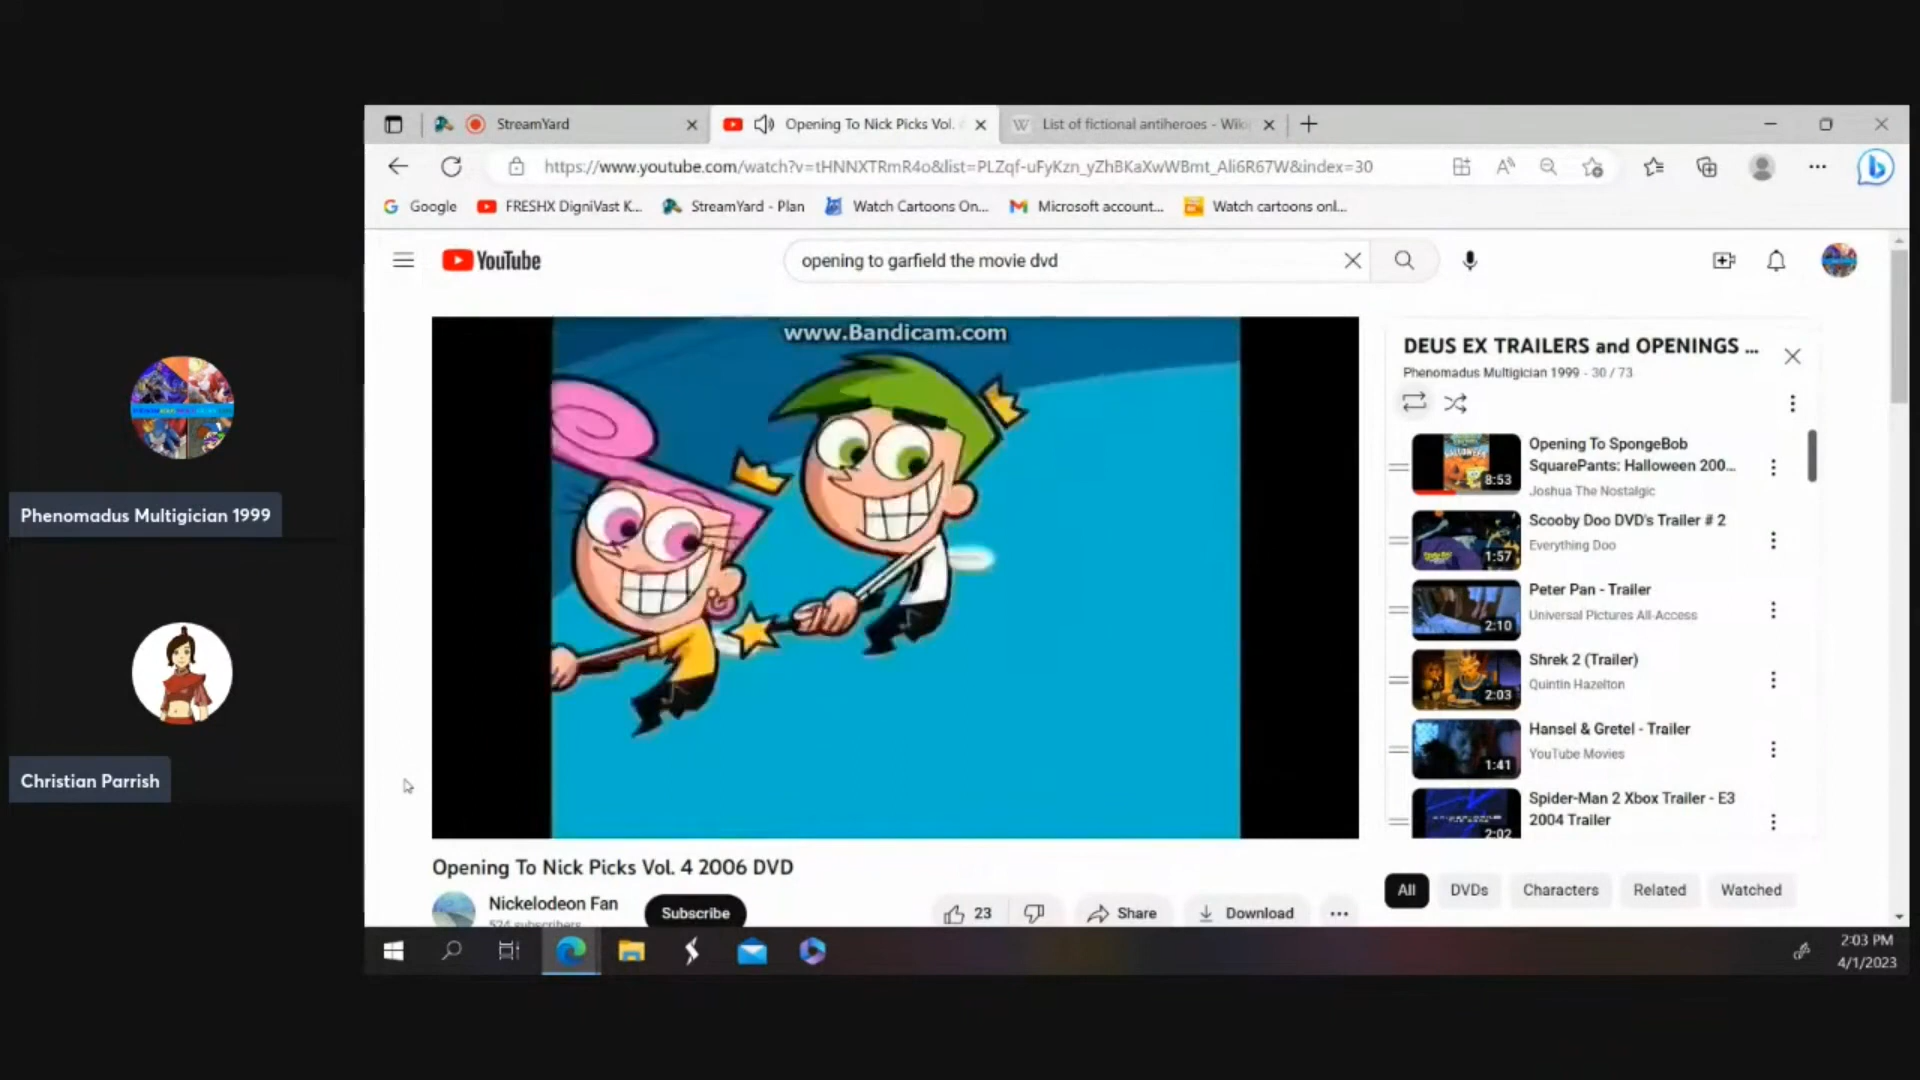 StreamYard
Opening To Nick Picks Vol.
List of fictional antiheroes - Wiki
https://www.youtube.com/watch?v=tHNNXTRmR4o&list=PLZqf-uFyKzn_yZhBKaXwWBmt_Ali6R67W&index=30
Google
FRESHX DigniVast K...
StreamYard - Plan
Watch Cartoons On...
Microsoft account...
Watch cartoons onl...
YouTube
opening to garfield the movie dvd
www.Bandicam.com
DEUS EX TRAILERS and OPENINGS ...
Phenomadus Multigician 1999 - 30 / 73
Opening To SpongeBob
SquarePants: Halloween 200...
Joshua The Nostalgic
8:53
Scooby Doo DVD's Trailer # 2
Everything Doo
1:57
Peter Pan - Trailer
Universal Pictures All-Access
2:10
Shrek 2 (Trailer)
Quintin Hazelton
2:03
Hansel & Gretel - Trailer
YouTube Movies
1:41
Spider-Man 2 Xbox Trailer - E3
2004 Trailer
2:02
Phenomadus Multigician 1999
Christian Parrish
Opening To Nick Picks Vol. 4 2006 DVD
Nickelodeon Fan
524 subscribers
Subscribe
23
Share
Download
All
DVDs
Characters
Related
Watched
2:03 PM
4/1/2023